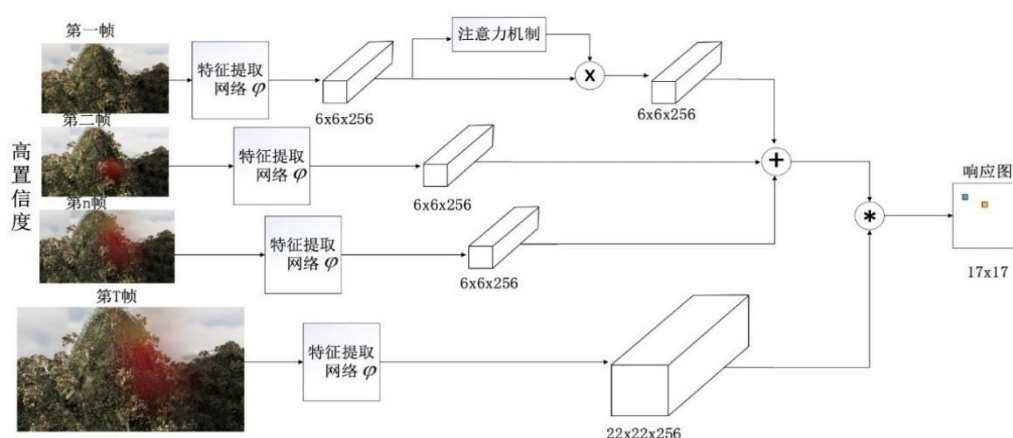 第一帧
特征提取
网络 φ
6x6x256
注意力机制
x
6x6x256
第二帧
高置信度
特征提取
网络 φ
6x6x256
+
第n帧
特征提取
网络 φ
6x6x256
*
响应图
17x17
第T帧
特征提取
网络 φ
22x22x256